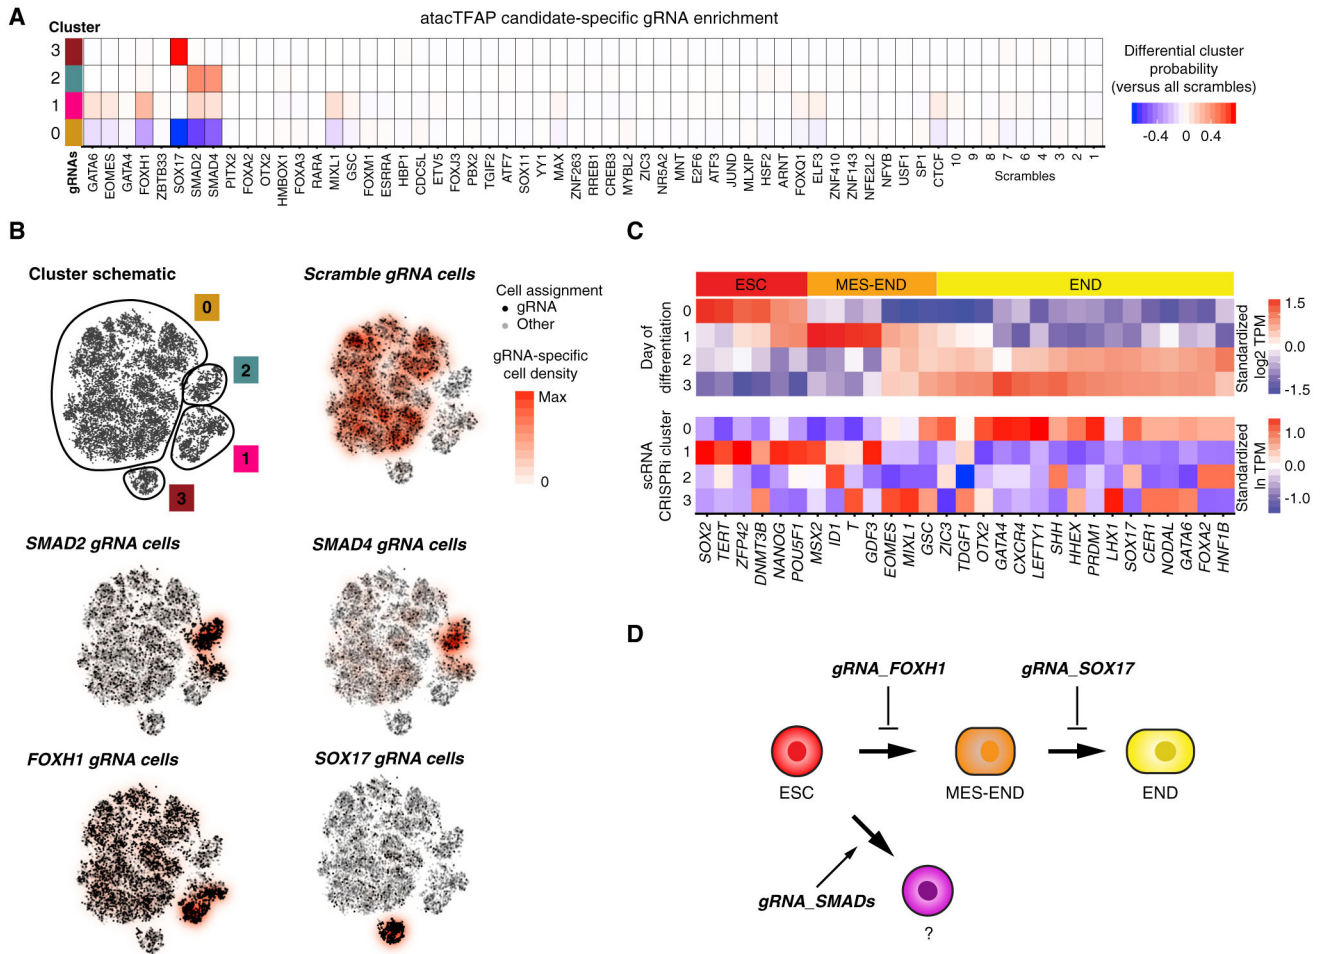 A
atacTFAP candidate-specific gRNA enrichment
Cluster
3
2
1
0
gRNAs
GATA6
EOMES
GATA4
FOXH1
ZBTB33
SOX17
SMAD2
SMAD4
PITX2
FOXA2
OTX2
HMBOX1
FOXA3
RARA
MIXL1
GSC
FOXM1
ESRRA
HBP1
CDC5L
ETV5
FOXJ3
PBX2
TGIF2
ATF7
SOX11
YY1
MAX
ZNF263
RREB1
CREB3
MYBL2
ZIC3
NR5A2
MNT
E2F6
ATF3
JUND
MLXIP
HSF2
ARNT
FOXQ1
ELF3
ZNF410
ZNF143
NFE2L2
NFYB
USF1
SP1
CTCF
10
9
8
7
6
4
3
2
1
Scrambles
Differential cluster
probability
(versus all scrambles)
-0.4 0 0.4
B
Cluster schematic
0
2
1
3
Scramble gRNA cells
Cell assignment
gRNA
Other
gRNA-specific
cell density
Max
0
SMAD2 gRNA cells
SMAD4 gRNA cells
FOXH1 gRNA cells
SOX17 gRNA cells
C
ESC MES-END END
Day of
differentiation
0
1
2
3
Standardized
log2 TPM
1.5
0.0
-1.5
scRNA
CRISPRi cluster
0
1
2
3
Standardized
ln TPM
1.0
0.0
-1.0
SOX2
TERT
ZFP42
DNMT3B
NANOG
POU5F1
MSX2
ID1
T
GDF3
EOMES
MIXL1
GSC
ZIC3
TDGF1
OTX2
GATA4
CXCR4
LEFTY1
SHH
HHEX
PRDM1
LHX1
SOX17
CER1
NODAL
GATA6
FOXA2
HNF1B
D
gRNA_FOXH1
gRNA_SOX17
ESC
MES-END
END
gRNA_SMADs
?